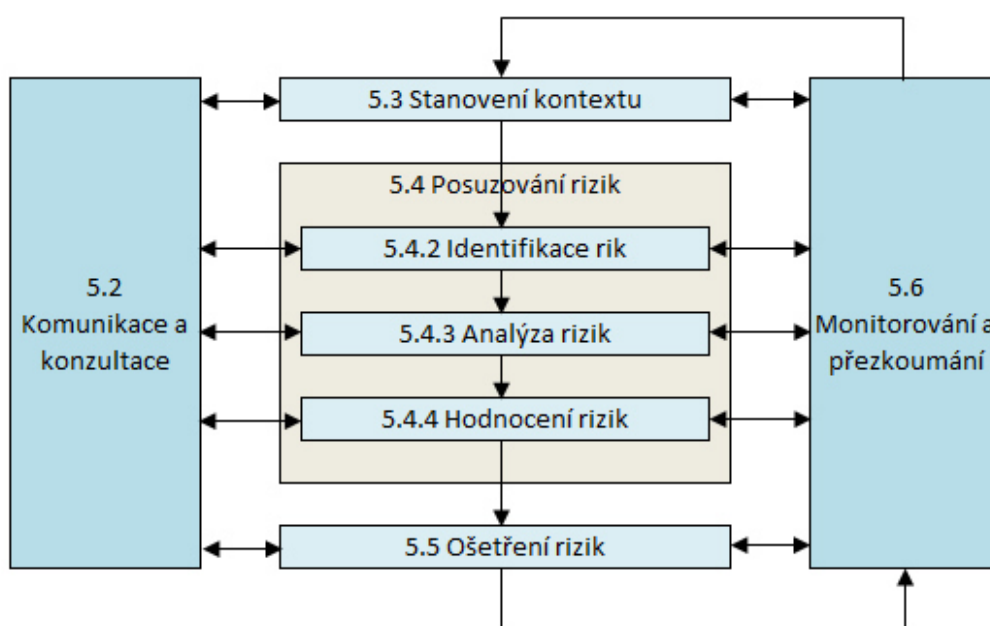 5.3 Stanovení kontextu
5.4 Posuzování rizik
5.4.2 Identifikace rik
5.2
Komunikace a
konzultace
5.6
Monitorování a
přezkoumání
5.4.3 Analýza rizik
5.4.4 Hodnocení rizik
5.5 Ošetření rizik